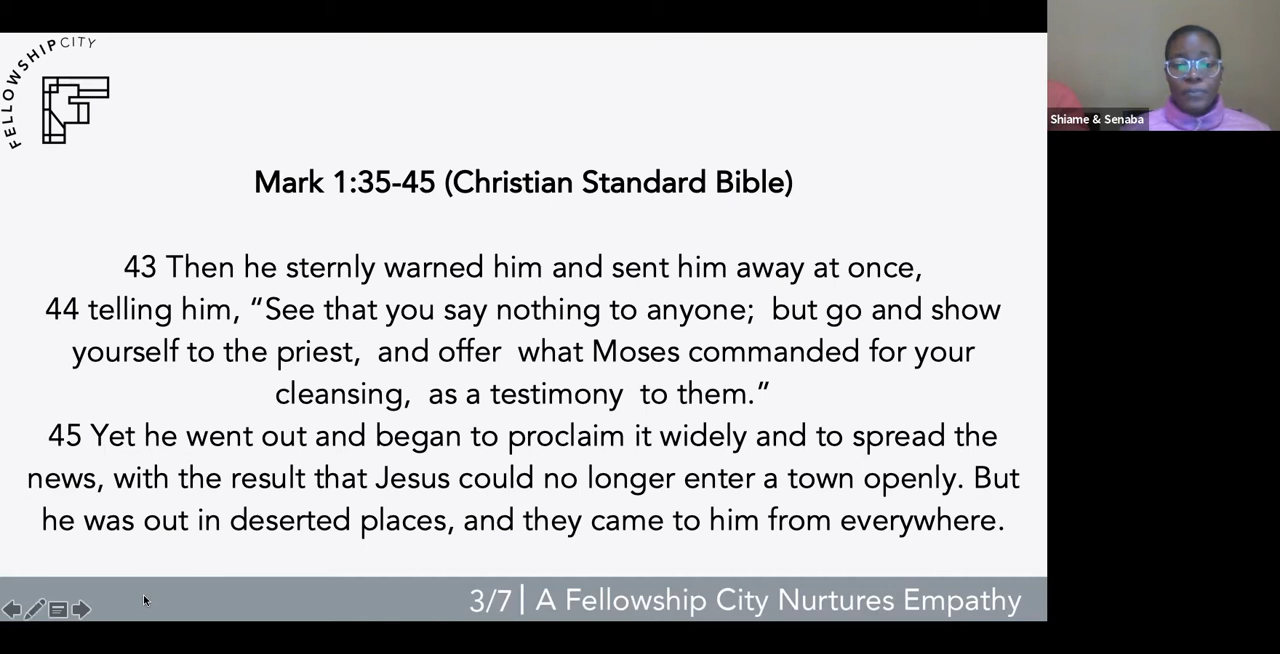 FELLOWSHIP CITY
Shiame & Senaba
Mark 1:35-45 (Christian Standard Bible)
43 Then he sternly warned him and sent him away at once,
44 telling him, “See that you say nothing to anyone;  but go and show
yourself to the priest,  and offer  what Moses commanded for your
cleansing,  as a testimony  to them.”
45 Yet he went out and began to proclaim it widely and to spread the
news, with the result that Jesus could no longer enter a town openly. But
he was out in deserted places, and they came to him from everywhere.
3/7| A Fellowship City Nurtures Empathy